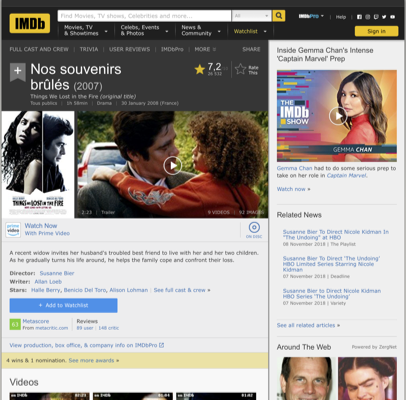 IMDb
Find Movies, TV shows, Celebrities and more...
All
IMDbPro
Help
Movies, TV
& Showtimes
Celebs, Events
& Photos
News &
Community
Watchlist
Sign in
FULL CAST AND CREW | TRIVIA | USER REVIEWS | IMDbPro | MORE
SHARE
Nos souvenirs
brûlés (2007)
Things We Lost in the Fire (original title)
Tous publics | 1h 58min | Drama | 30 January 2008 (France)
7,2
Rate
This
THINGS WE LOST IN THE FIRE
2:23 | Trailer
9 VIDEOS | 92 IMAGES
prime video
Watch Now
With Prime Video
ON DISC
A recent widow invites her husband's troubled best friend to live with her and her two children.
As he gradually turns his life around, he helps the family cope and confront their loss.
Director: Susanne Bier
Writer: Allan Loeb
Stars: Halle Berry, Benicio Del Toro, Alison Lohman | See full cast & crew »
+ Add to Watchlist
63
Metascore
From metacritic.com
Reviews
89 user | 148 critic
View production, box office, & company info on IMDbPro
4 wins & 1 nomination. See more awards »
Videos
Inside Gemma Chan's Intense
'Captain Marvel' Prep
THE
IMDb
SHOW
GEMMA CHAN
Gemma Chan had to do some serious prep to
take on her role in Captain Marvel.
Watch now »
Related News
Susanne Bier To Direct Nicole Kidman In
"The Undoing" at HBO
08 November 2018 | The Playlist
Susanne Bier To Direct 'The Undoing'
HBO Limited Series Starring Nicole
Kidman
07 November 2018 | Deadline
Susanne Bier to Direct Nicole Kidman
HBO Series 'The Undoing'
07 November 2018 | Variety
See all related articles »
Around The Web
Powered by ZergNet